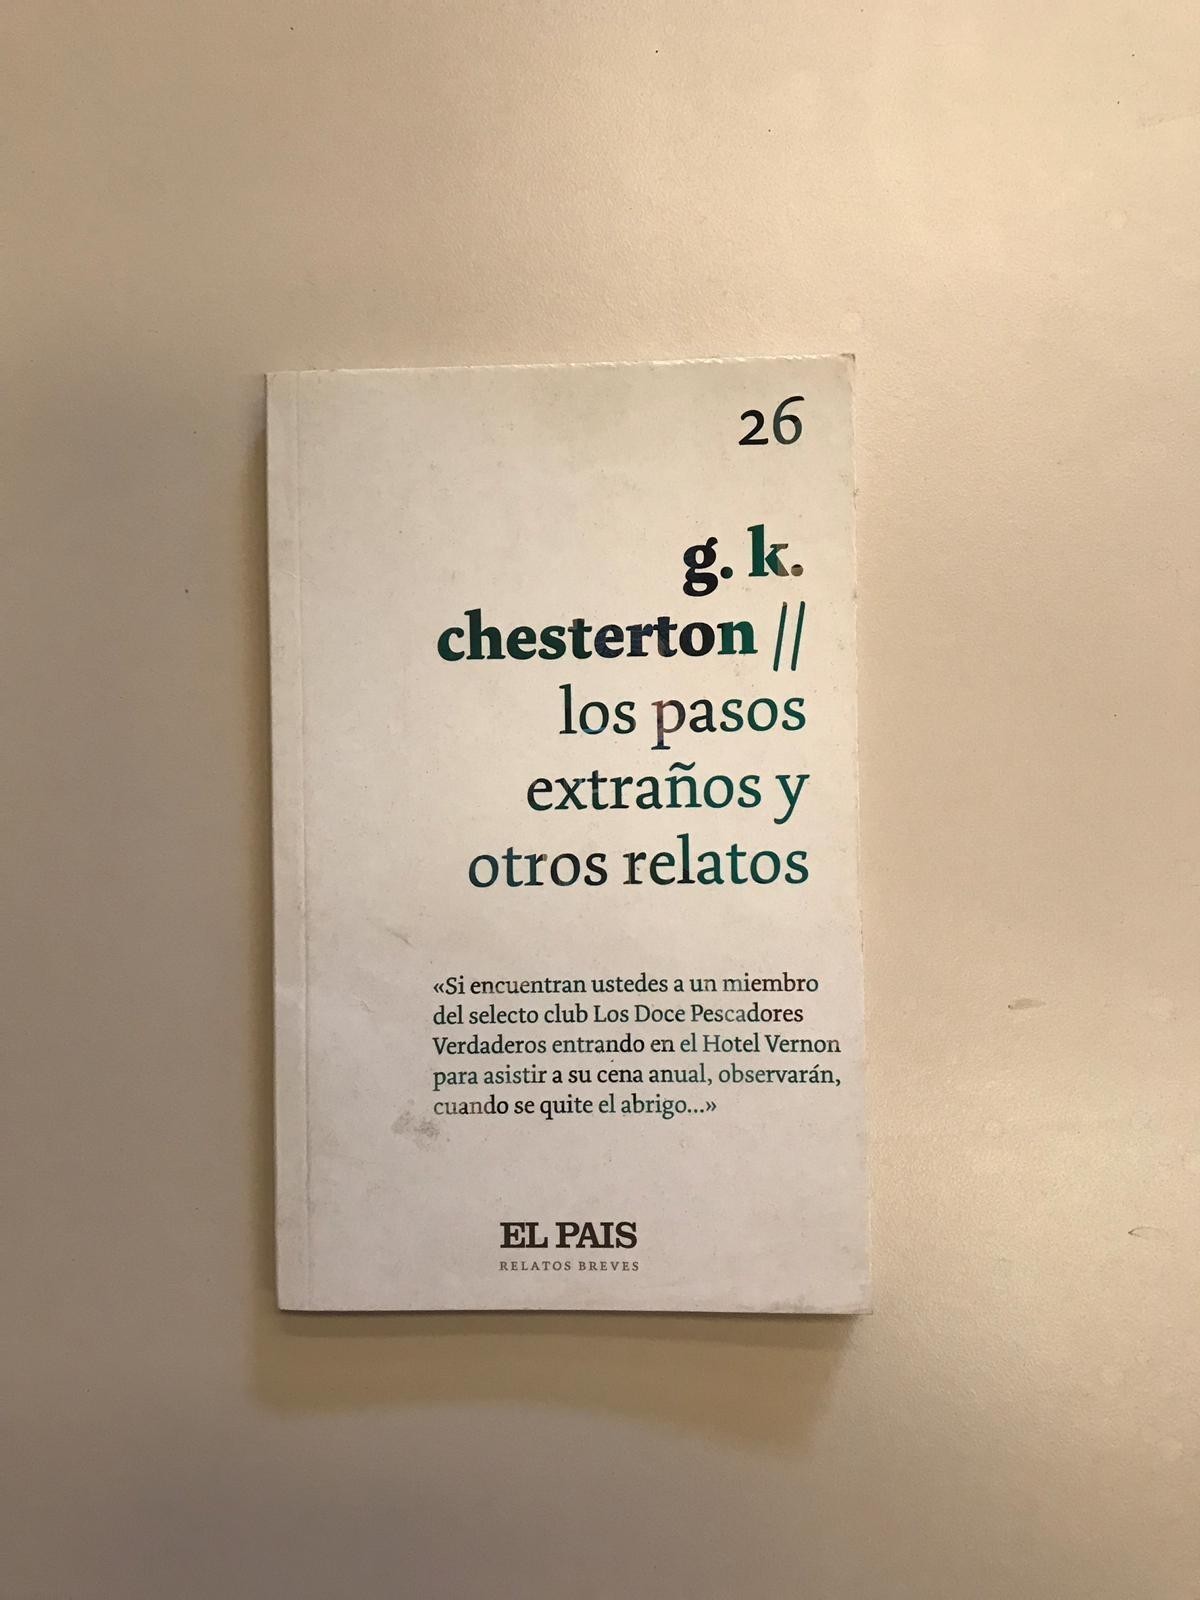 26
g. k.
chesterton //
los pasos
extraños y
otros relatos
«Si encuentran ustedes a un miembro
del selecto club Los Doce Pescadores
Verdaderos entrando en el Hotel Vernon
para asistir a su cena anual, observarán,
cuando se quite el abrigo...»
EL PAIS
RELATOS BREVES